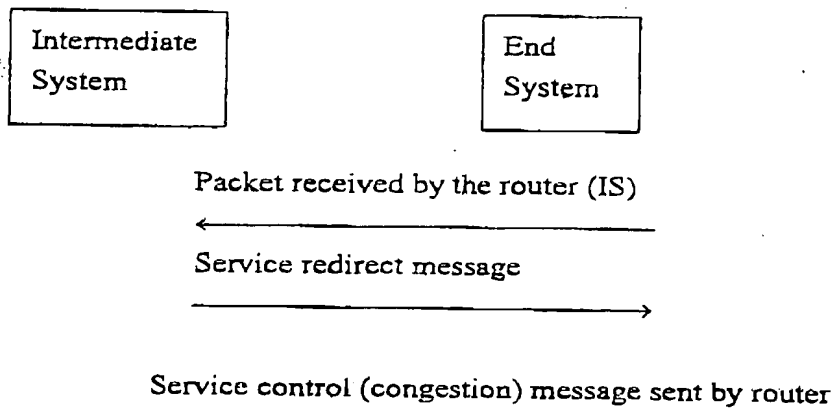 Intermediate
System
End
System
Packet received by the router (IS)
Service redirect message
Service control (congestion) message sent by router